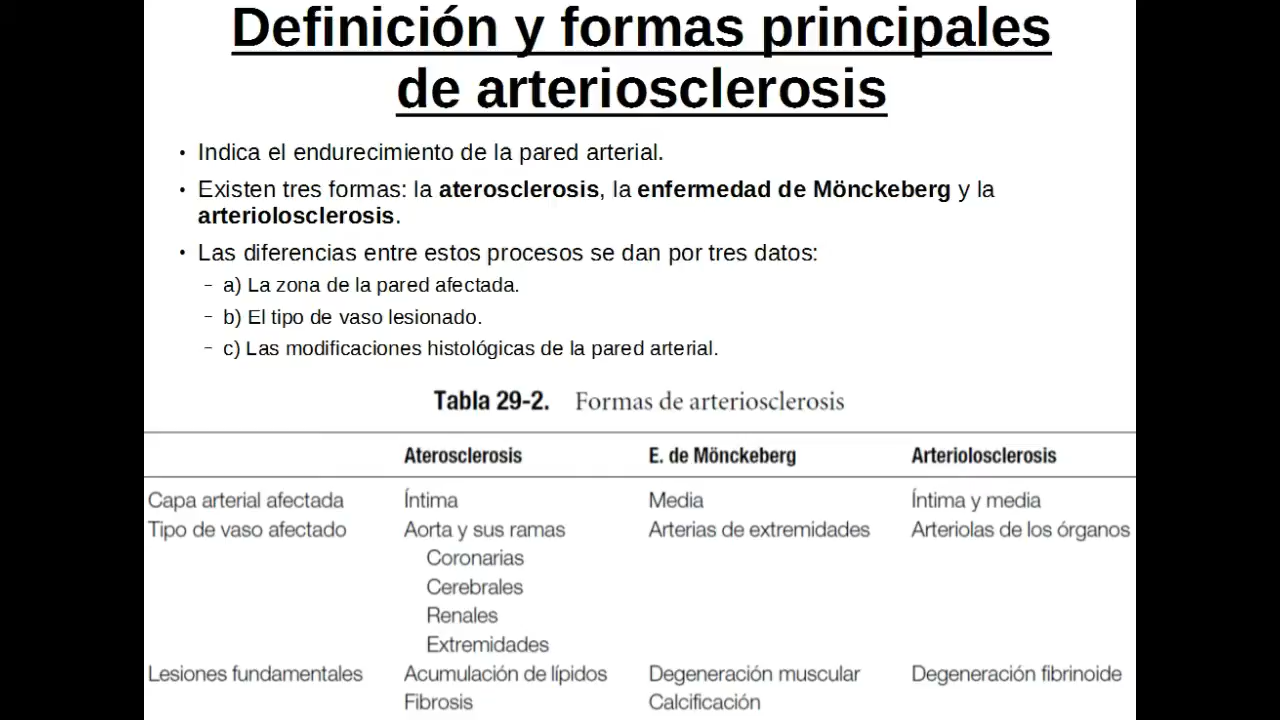 Definición y formas principales
de arteriosclerosis
• Indica el endurecimiento de la pared arterial.
• Existen tres formas: la aterosclerosis, la enfermedad de Mönckeberg y la
arteriolosclerosis.
• Las diferencias entre estos procesos se dan por tres datos:
– a) La zona de la pared afectada.
– b) El tipo de vaso lesionado.
– c) Las modificaciones histológicas de la pared arterial.
Tabla 29-2. Formas de arteriosclerosis
Aterosclerosis E. de Mönckeberg Arteriolosclerosis
Capa arterial afectada Íntima Media Íntima y media
Tipo de vaso afectado Aorta y sus ramas Arterias de extremidades Arteriolas de los órganos
Coronarias
Cerebrales
Renales
Extremidades
Lesiones fundamentales Acumulación de lípidos Degeneración muscular Degeneración fibrinoide
Fibrosis Calcificación